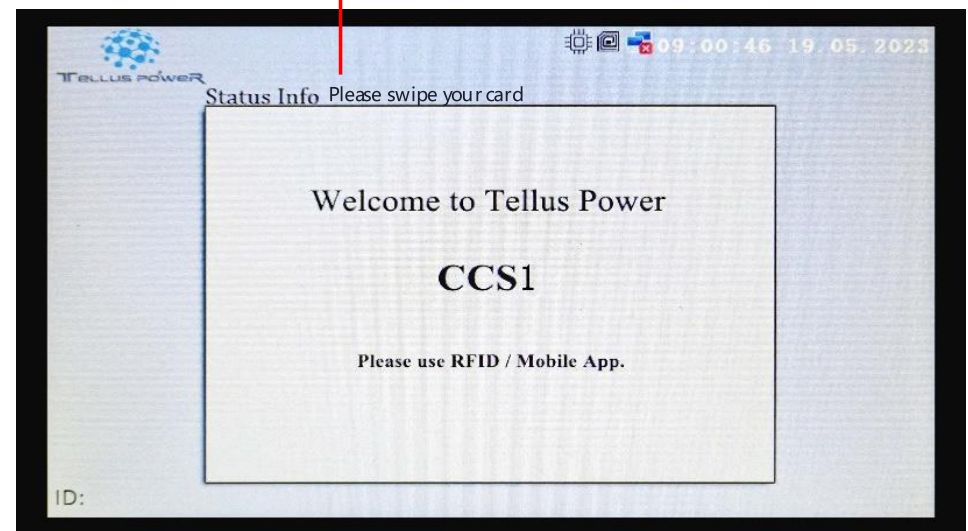 TELLUS POWER
09:00:46 19.05.2023
Status Info Please swipe your card
Welcome to Tellus Power
CCS1
Please use RFID / Mobile App.
ID: